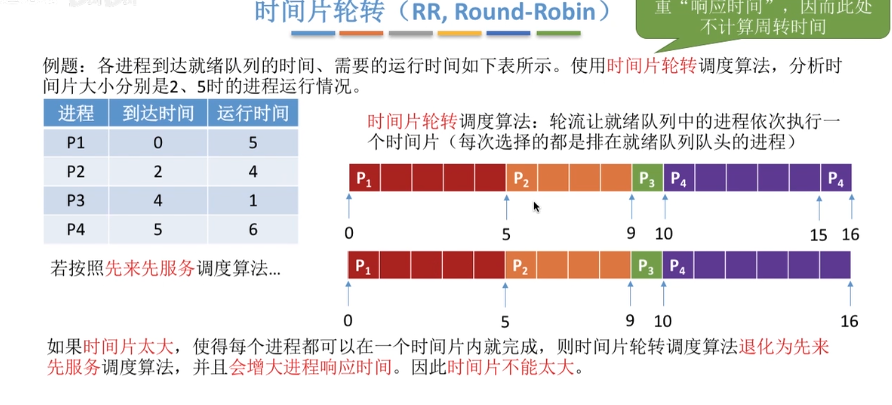 时间片轮转（RR, Round-Robin）
重“响应时间”，因而此处
不计算周转时间
例题：各进程到达就绪队列的时间、需要的运行时间如下表所示。使用时间片轮转调度算法，分析时
间片大小分别是2、5时的进程运行情况。
进程 到达时间 运行时间
P1 0 5
P2 2 4
P3 4 1
P4 5 6
时间片轮转调度算法：轮流让就绪队列中的进程依次执行一
个时间片（每次选择的都是排在就绪队列队头的进程）
P1 P2 P3 P4 P4
0 5 9 10 15 16
若按照先来先服务调度算法...
P1 P2 P3 P4
0 5 9 10 16
如果时间片太大，使得每个进程都可以在一个时间片内就完成，则时间片轮转调度算法退化为先来
先服务调度算法，并且会增大进程响应时间。因此时间片不能太大。